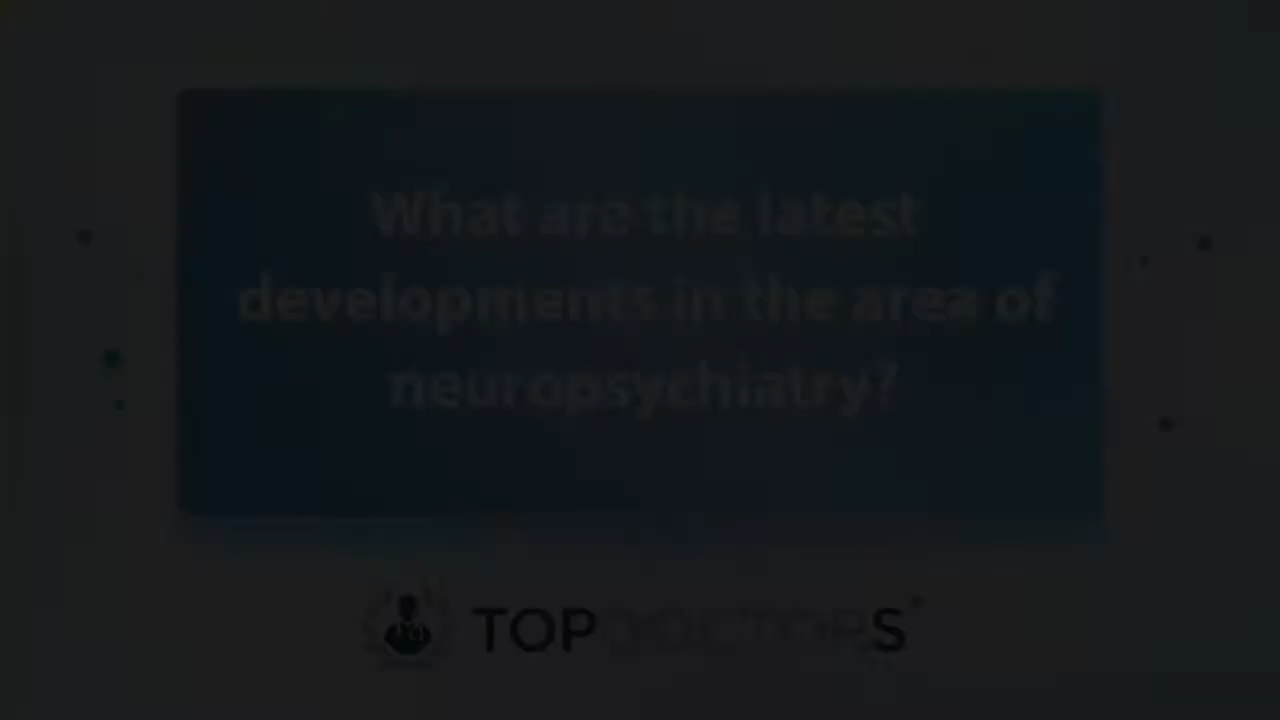 What are the latest
developments in the area of
neuropsychiatry?
TOPDOCTORS